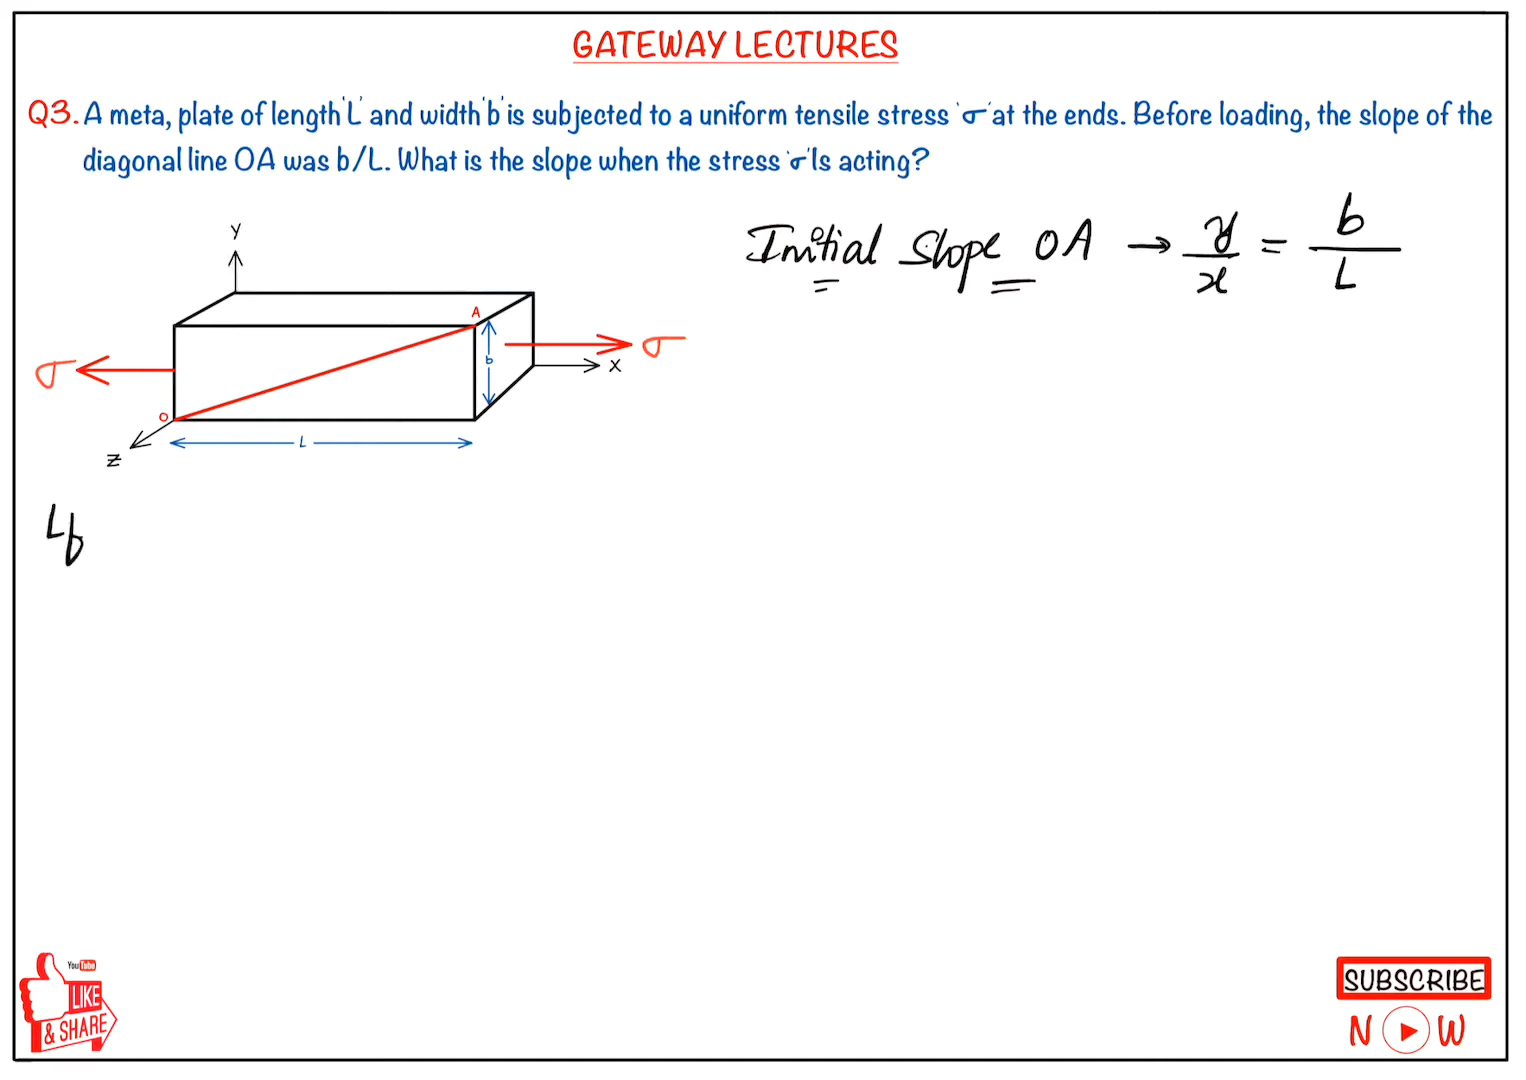 GATEWAY LECTURES
Q3. A meta, plate of length 'L' and width 'b' is subjected to a uniform tensile stress 'σ' at the ends. Before loading, the slope of the
diagonal line OA was b/L. What is the slope when the stress 'σ' Is acting?
Initial Slope OA → y/x = b/L
Y
A
σ
b
σ
X
O
L
Z
Lf
YouTube
LIKE
& SHARE
SUBSCRIBE
N W